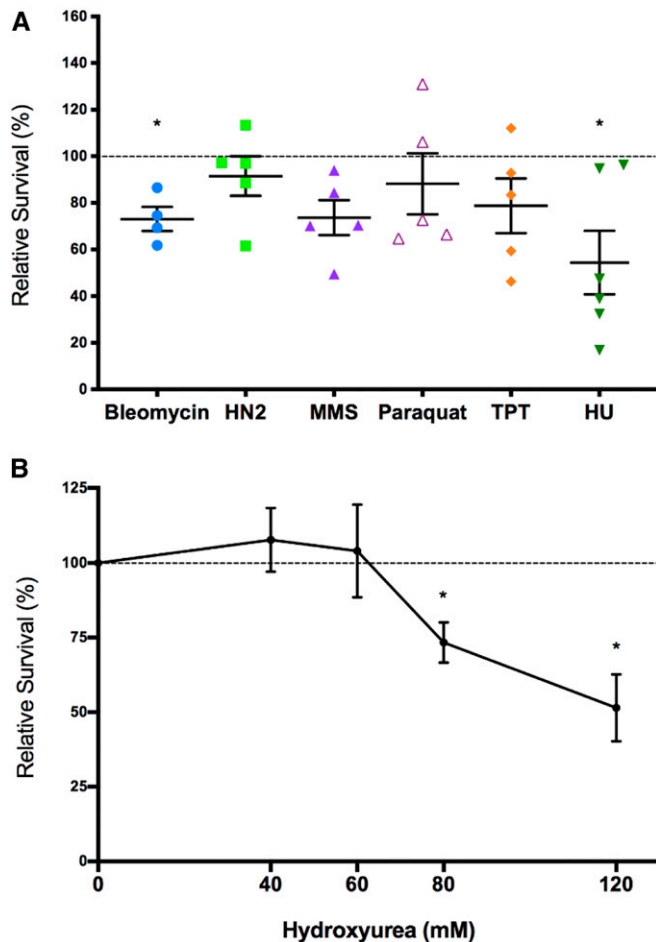 A
Relative Survival (%)
160
140
120
100
80
60
40
20
0
* *
Bleomycin HN2 MMS Paraquat TPT HU
B
Relative Survival (%)
125
100
75
50
25
0
*
*
0 40 60 80 120
Hydroxyurea (mM)